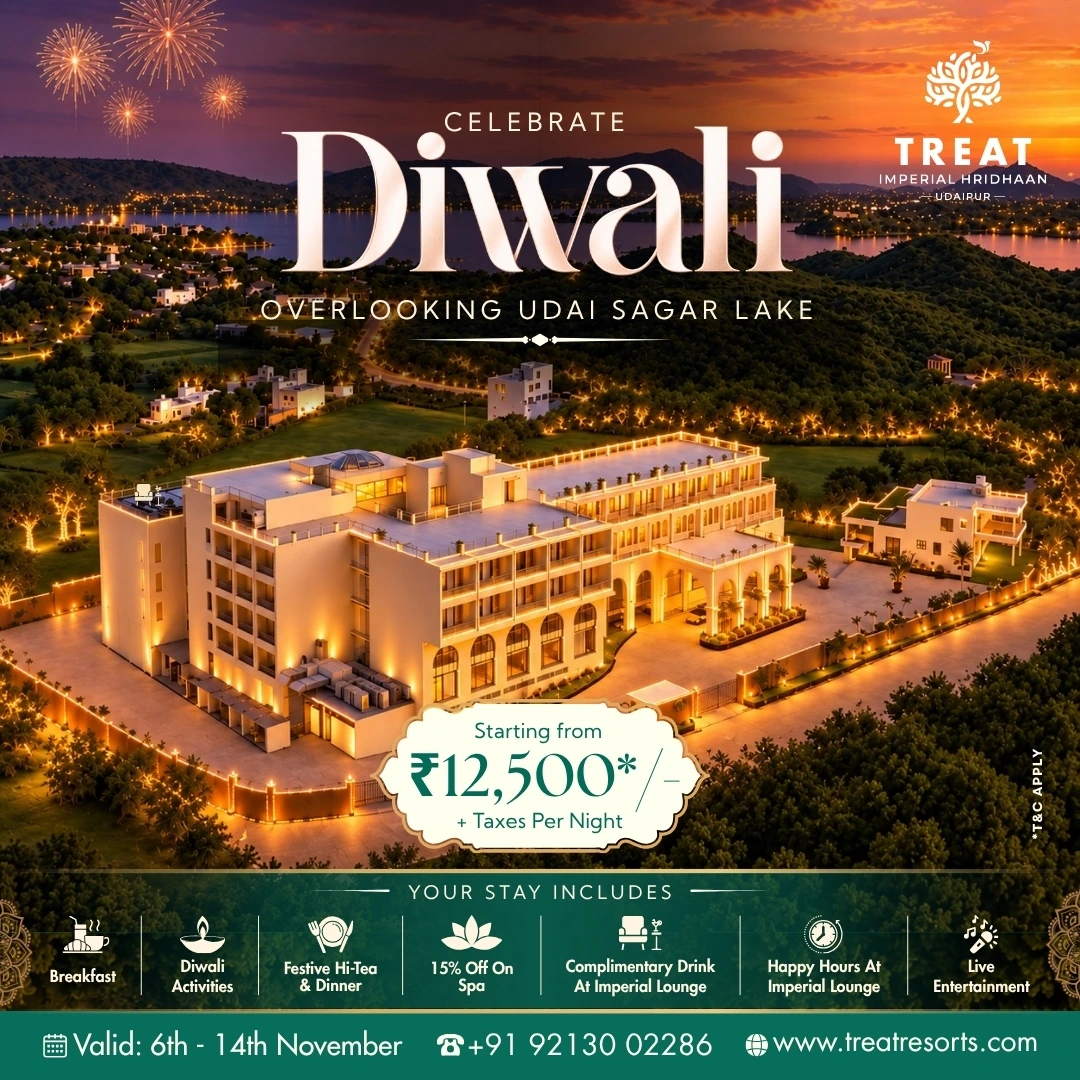 CELEBRATE
Diwali
OVERLOOKING UDAI SAGAR LAKE
TREAT
IMPERIAL HRIDHAAN
UDAIPUR
Starting from
₹12,500*/-
+ Taxes Per Night
*T&C APPLY
YOUR STAY INCLUDES
Breakfast
Diwali
Activities
Festive Hi-Tea
& Dinner
15% Off On
Spa
Complimentary Drink
At Imperial Lounge
Happy Hours At
Imperial Lounge
Live
Entertainment
Valid: 6th - 14th November
+91 92130 02286
www.treatresorts.com